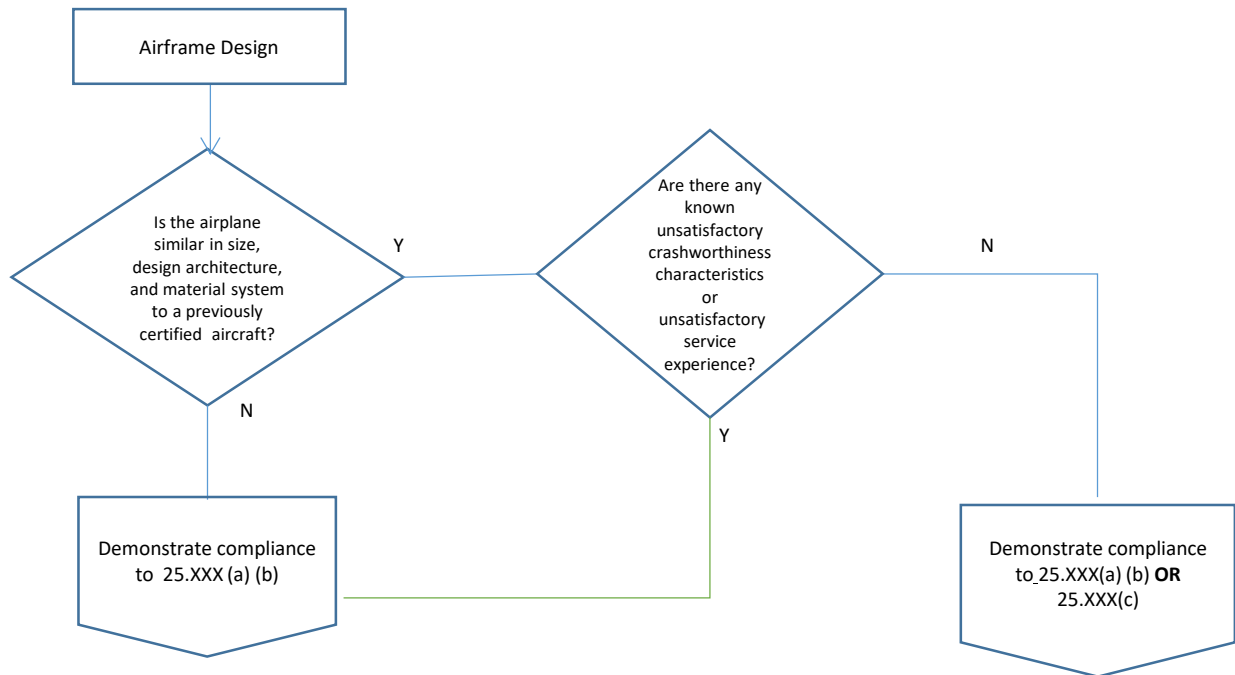 Airframe Design
Is the airplane
similar in size,
design architecture,
and material system
to a previously
certified aircraft?
Y
N
Are there any
known
unsatisfactory
crashworthiness
characteristics
or
unsatisfactory
service
experience?
N
Y
Demonstrate compliance
to 25.XXX (a) (b)
Demonstrate compliance
to 25.XXX(a) (b) OR
25.XXX(c)